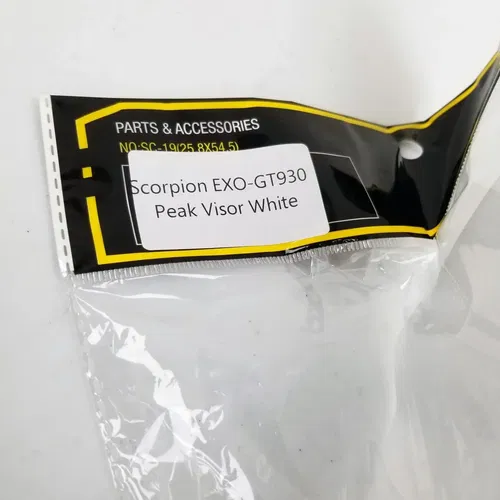 PARTS & ACCESSORIES
NO:SC-19(25.8X54.5)
Scorpion EXO-GT930
Peak Visor White